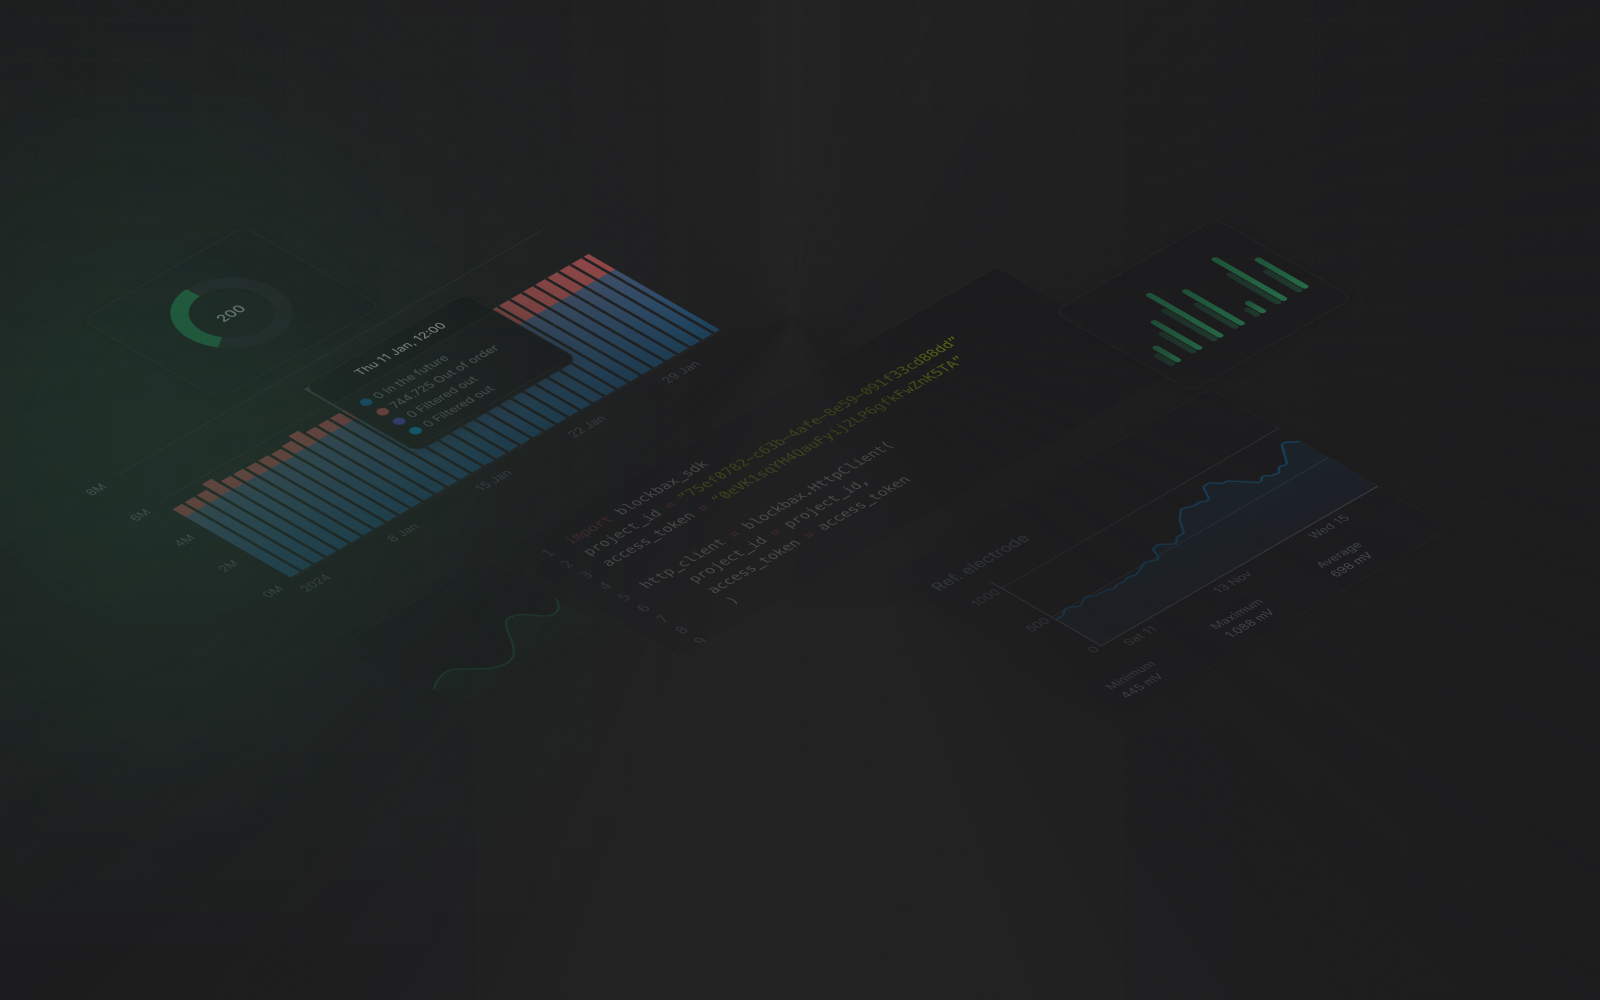 200
Thu 11 Jan, 12:00
0 In the future
744,725 Out of order
0 Filtered out
0 Filtered out
8M
6M
4M
2M
0M
2024
8 Jan
15 Jan
22 Jan
29 Jan
1 import blockbax_sdk
2 project_id = "75ef0782-c63b-4afe-8e59-091f33cd88dd"
3 access_token = "0eVK1sqYH4QauFyij2LP6gfkFwZnK5TA"
4
5 http_client = blockbax.HttpClient(
6 project_id = project_id,
7 access_token = access_token
8 )
9
Ref. electrode
1000
500
0
Sat 11
13 Nov
Wed 15
Minimum
445 mV
Maximum
1.088 mV
Average
698 mV